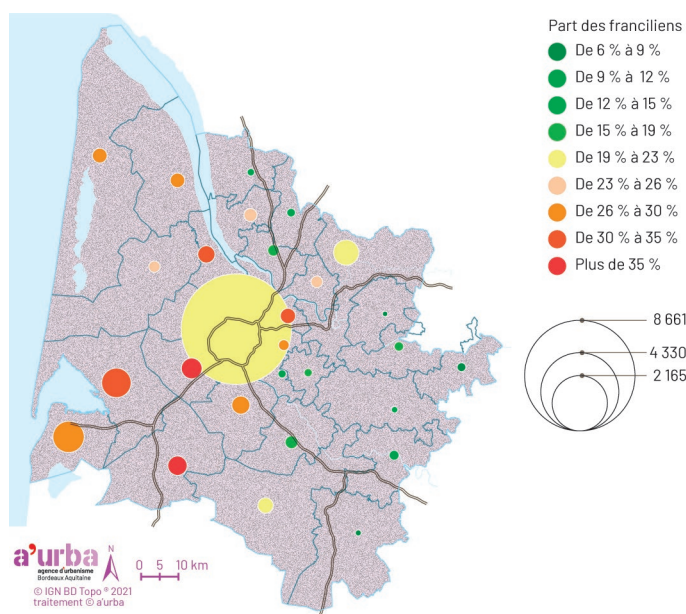 Part des franciliens
De 6 % à 9 %
De 9 % à 12 %
De 12 % à 15 %
De 15 % à 19 %
De 19 % à 23 %
De 23 % à 26 %
De 26 % à 30 %
De 30 % à 35 %
Plus de 35 %
8 661
4 330
2 165
a'urba
agence d'urbanisme
Bordeaux Aquitaine
N
0 5 10 km
© IGN BD Topo ® 2021
traitement © a'urba